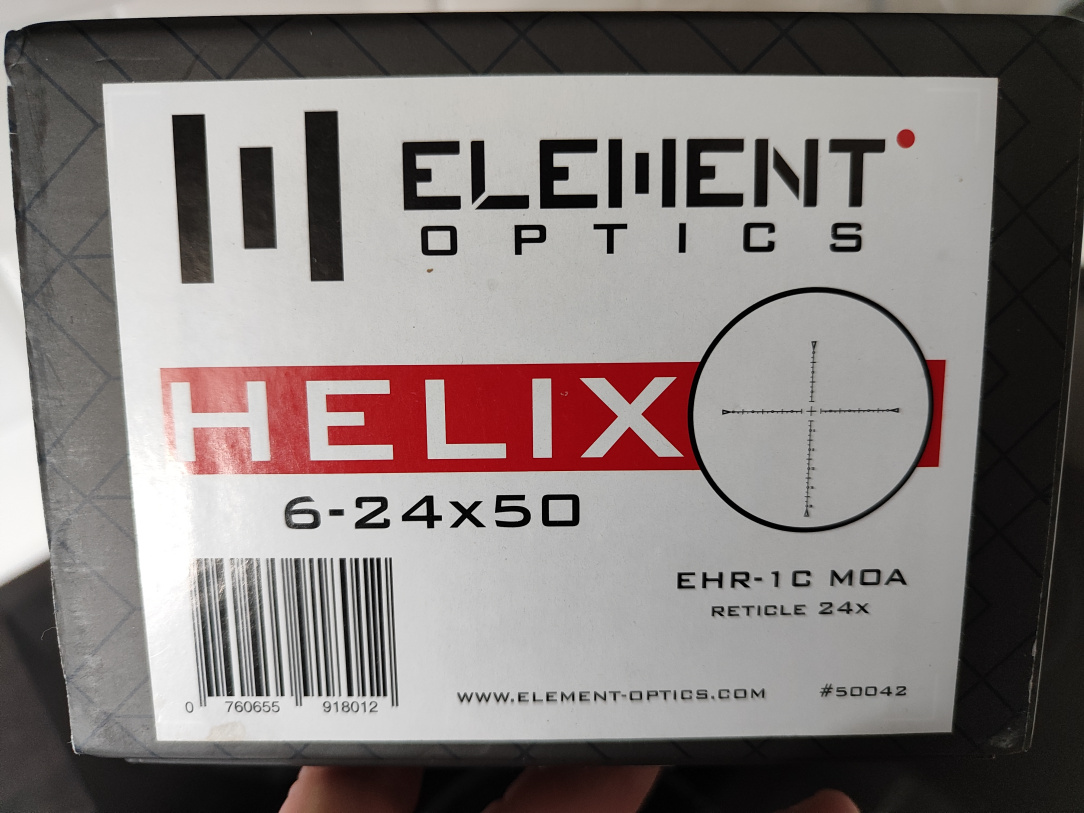 ELEMENT
OPTICS
HELIX
6-24x50
EHR-1C MOA
RETICLE 24X
0 760655 918012
WWW.ELEMENT-OPTICS.COM
#50042